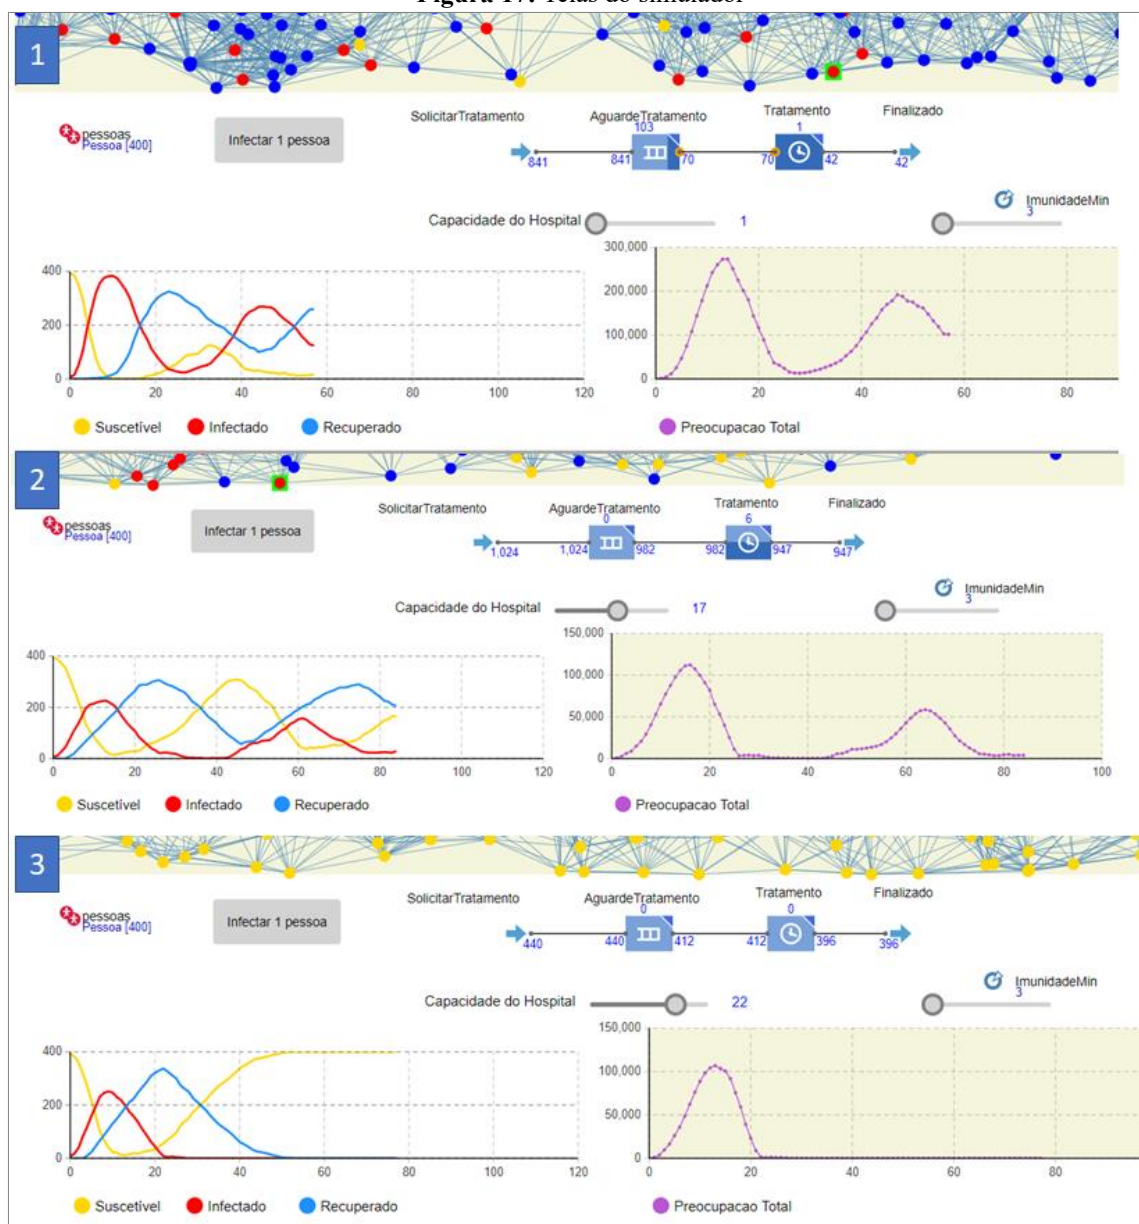 Figura 17. Telas do simulador
1
SolicitarTratamento AguardeTratamento Tratamento Finalizado
103 1
pessoas
Pessoa [400]
Infectar 1 pessoa
841 841 70 70 42 42
ImunidadeMin
3
Capacidade do Hospital 1
400
200
0
0 20 40 60 80 100 120
Suscetível Infectado Recuperado
300,000
200,000
100,000
0
0 20 40 60 80
Preocupacao Total
2
SolicitarTratamento AguardeTratamento Tratamento Finalizado
0 6
pessoas
Pessoa [400]
Infectar 1 pessoa
1,024 1,024 982 982 947 947
ImunidadeMin
3
Capacidade do Hospital 17
400
200
0
0 20 40 60 80 100 120
Suscetível Infectado Recuperado
150,000
100,000
50,000
0
0 20 40 60 80 100
Preocupacao Total
3
SolicitarTratamento AguardeTratamento Tratamento Finalizado
0 0
pessoas
Pessoa [400]
Infectar 1 pessoa
440 440 412 412 396 396
ImunidadeMin
3
Capacidade do Hospital 22
400
200
0
0 20 40 60 80 100 120
Suscetível Infectado Recuperado
150,000
100,000
50,000
0
0 20 40 60 80
Preocupacao Total